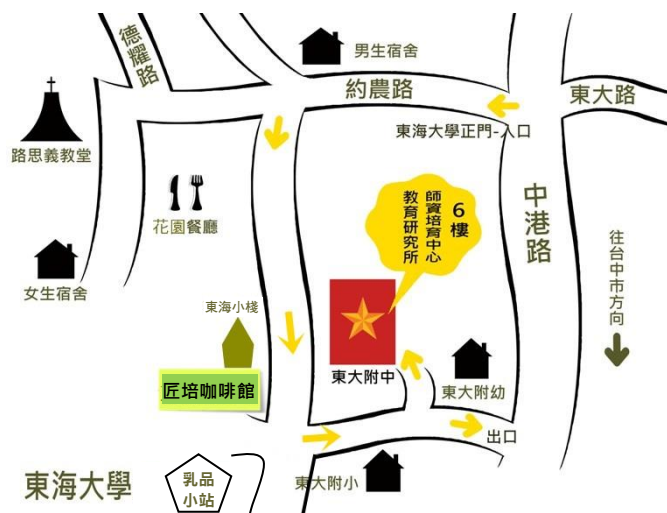 德耀路
男生宿舍
約農路
東大路
東海大學正門-入口
路思義教堂
花園餐廳
6樓
師資培育中心
教育研究所
中港路
往台中市方向
女生宿舍
東海小棧
匠培咖啡館
東大附中
東大附幼
出口
東海大學
乳品
小站
東大附小